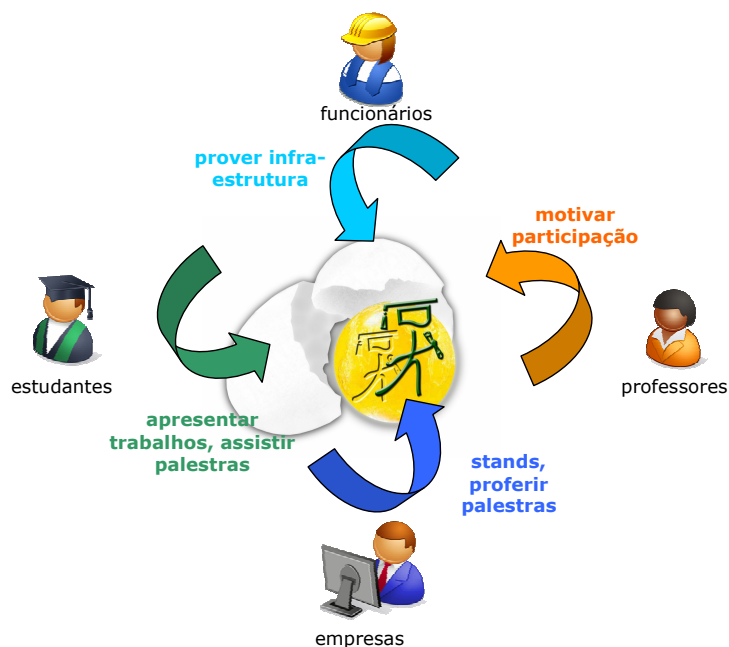 funcionários
prover infra-
estrutura
motivar
participação
estudantes
professores
apresentar
trabalhos, assistir
palestras
stands,
proferir
palestras
empresas